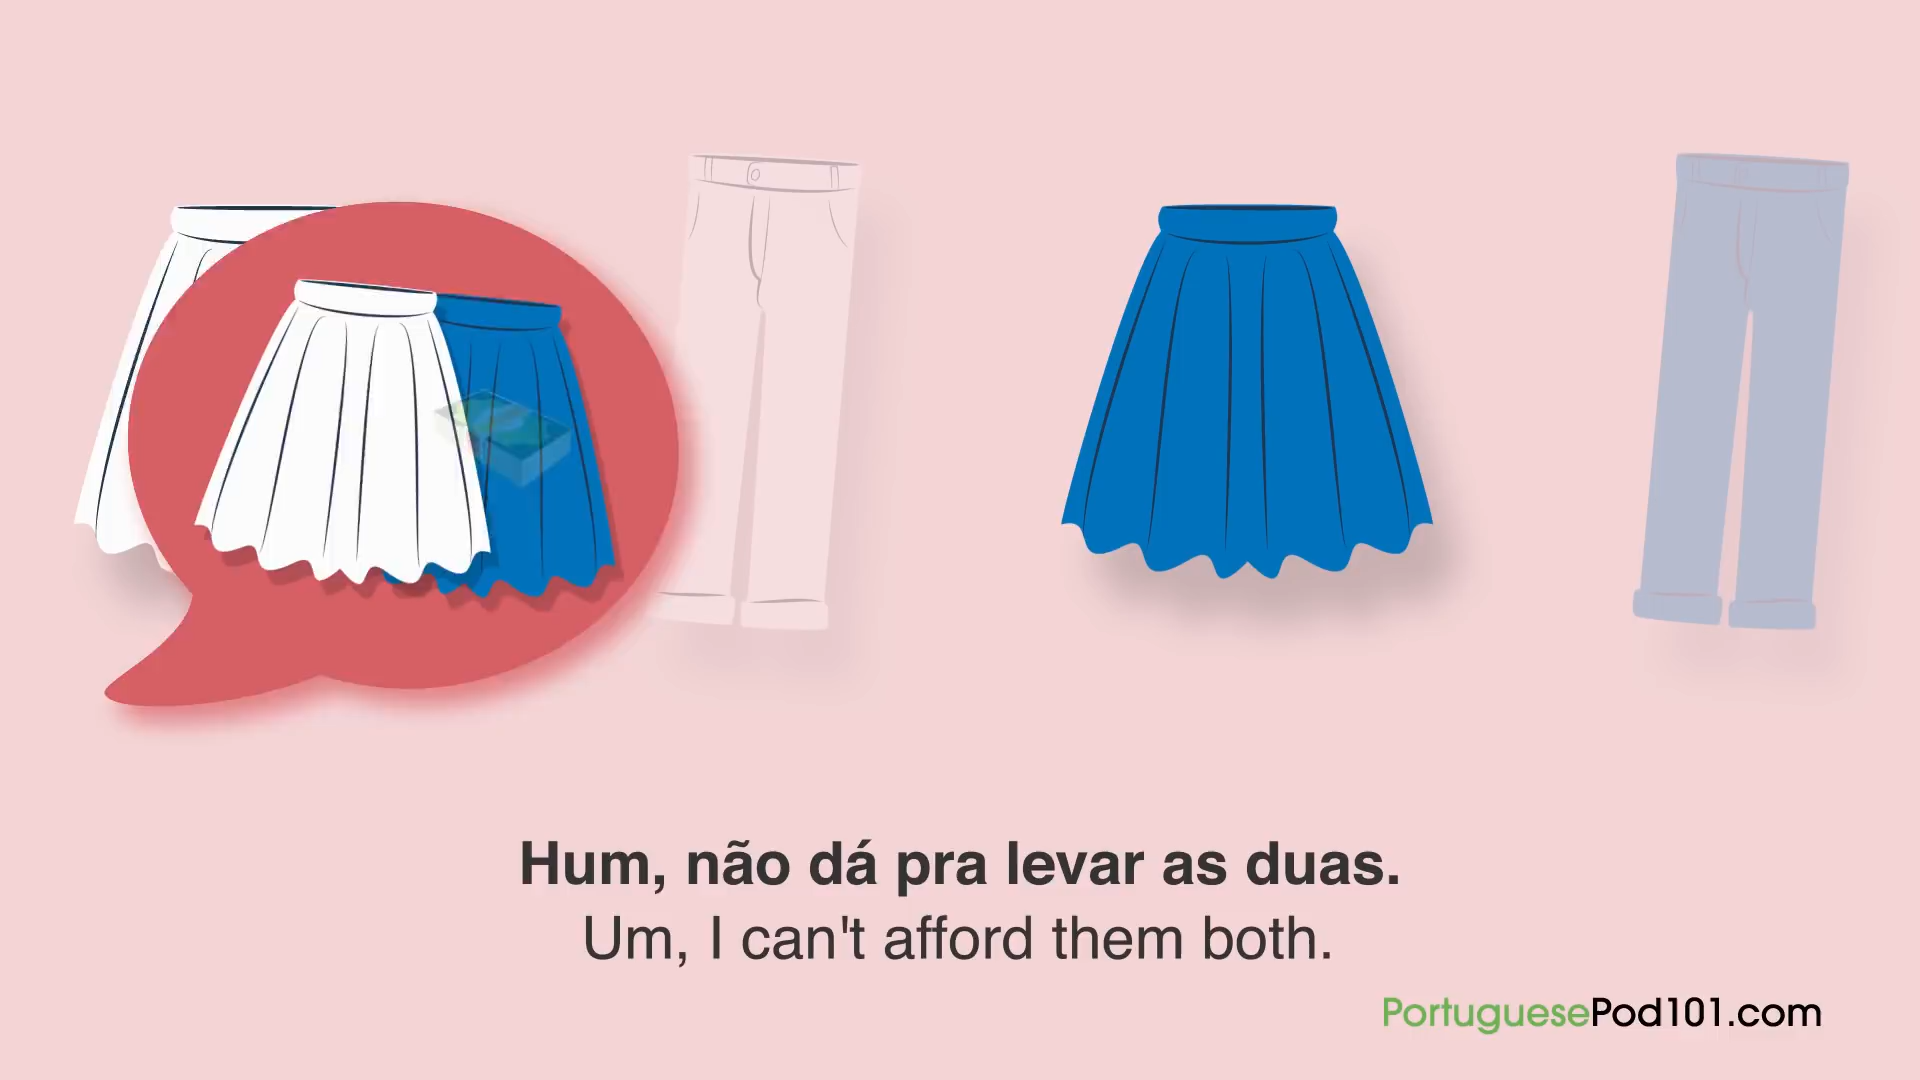 Hum, não dá pra levar as duas.
Um, I can't afford them both.
PortuguesePod101.com